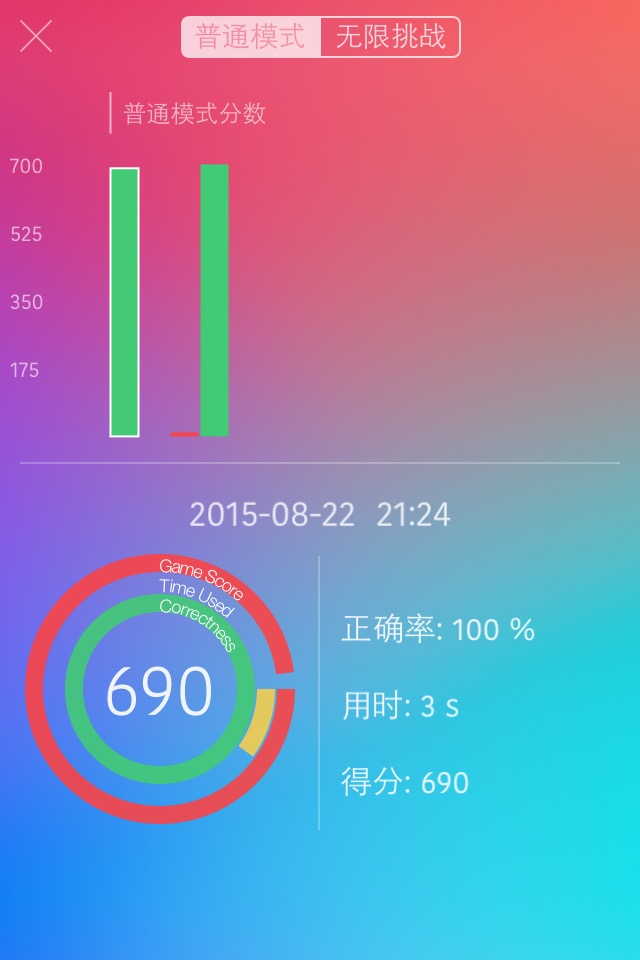 普通模式 无限挑战
普通模式分数
700
525
350
175
2015-08-22 21:24
Game Score
Time Used
Correctness
690
正确率: 100 %
用时: 3 s
得分: 690